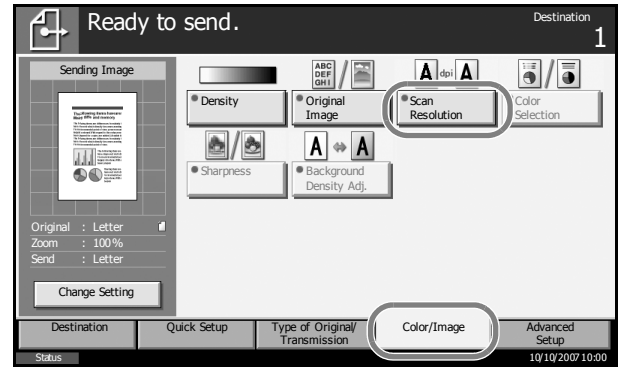 Ready to send.
Destination
1
Sending Image
ABC
DEF
GHI
A dpi A
Density
Original
Image
Scan
Resolution
Color
Selection
A A
Sharpness
Background
Density Adj.
Original : Letter
Zoom : 100%
Send : Letter
Change Setting
Destination
Quick Setup
Type of Original/
Transmission
Color/Image
Advanced
Setup
Status
10/10/2007 10:00